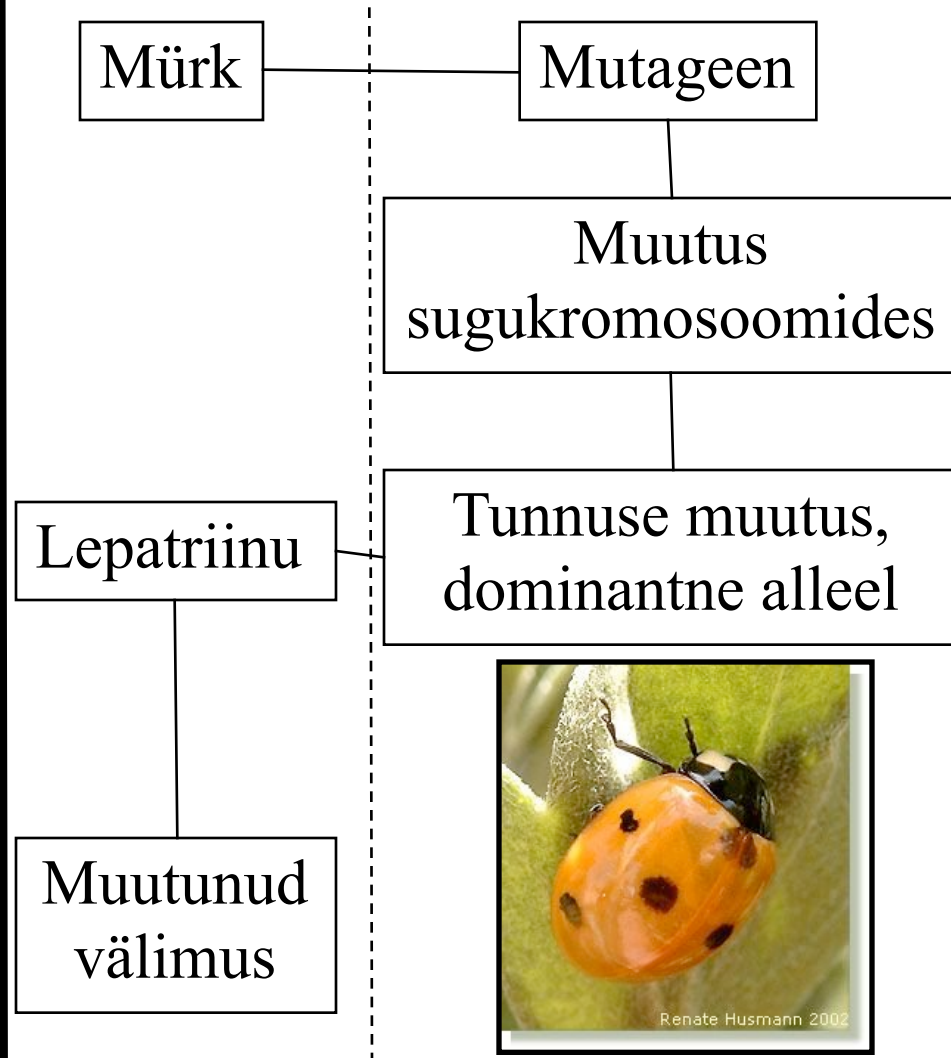 Mürk
Mutageen
Muutus
sugukromosoomides
Lepatriinu
Tunnuse muutus,
dominantne alleel
Muutunud
välimus
Renate Husmann 2002